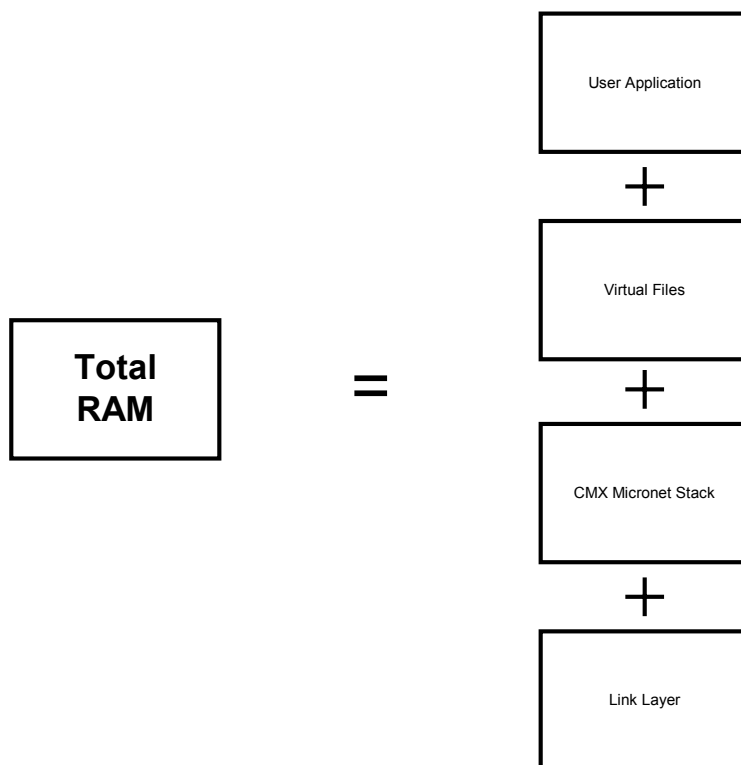 User Application
+
Virtual Files
Total
RAM
=
+
CMX Micronet Stack
+
Link Layer